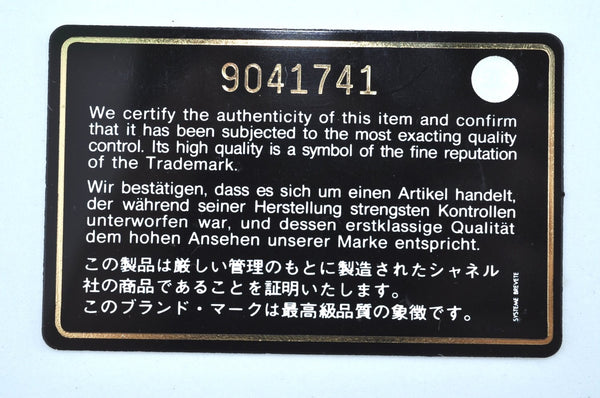 9041741
We certify the authenticity of this item and confirm
that it has been subjected to the most exacting quality
control. Its high quality is a symbol of the fine reputation
of the Trademark.
Wir bestätigen, dass es sich um einen Artikel handelt,
der während seiner Herstellung strengsten Kontrollen
unterworfen war, und dessen erstklassige Qualität
dem hohen Ansehen unserer Marke entspricht.
この製品は厳しい管理のもとに製造されたシャネル
社の商品であることを証明いたします。
このブランド・マークは最高級品質の象徴です。
SYSTEME BREVETE